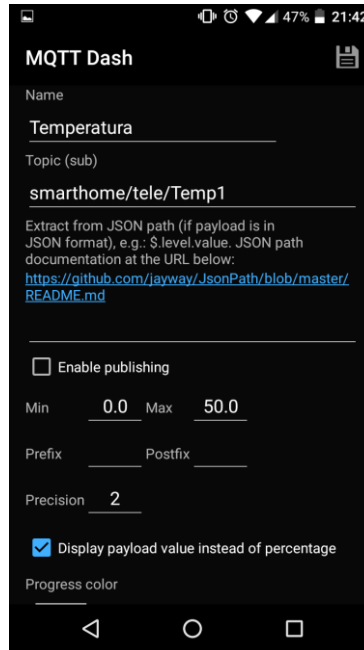 47% 21:42
MQTT Dash
Name
Temperatura
Topic (sub)
smarthome/tele/Temp1
Extract from JSON path (if payload is in
JSON format), e.g.: $.level.value. JSON path
documentation at the URL below:
https://github.com/jayway/JsonPath/blob/master/
README.md
Enable publishing
Min 0.0 Max 50.0
Prefix Postfix
Precision 2
Display payload value instead of percentage
Progress color